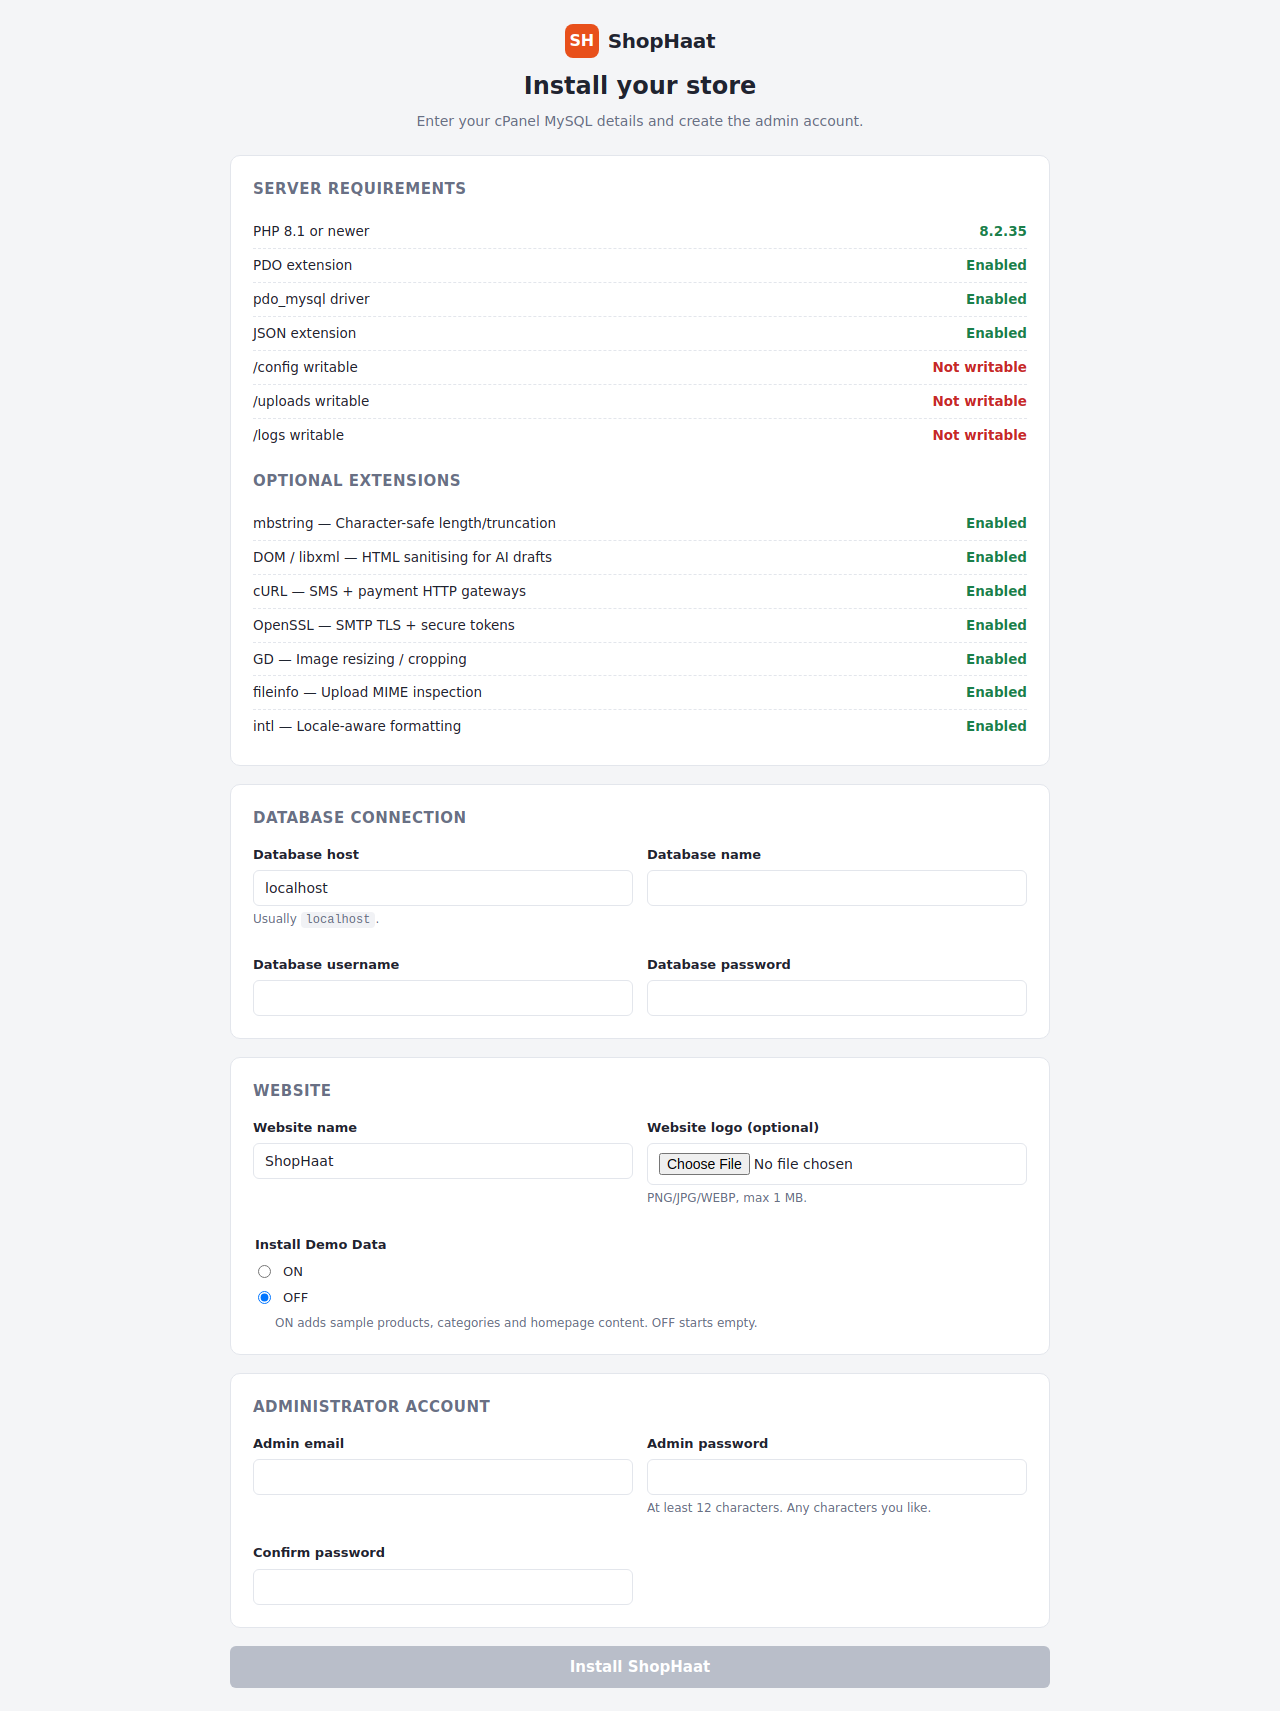 SH ShopHaat
Install your store
Enter your cPanel MySQL details and create the admin account.
SERVER REQUIREMENTS
PHP 8.1 or newer 8.2.35
PDO extension Enabled
pdo_mysql driver Enabled
JSON extension Enabled
/config writable Not writable
/uploads writable Not writable
/logs writable Not writable
OPTIONAL EXTENSIONS
mbstring — Character-safe length/truncation Enabled
DOM / libxml — HTML sanitising for AI drafts Enabled
cURL — SMS + payment HTTP gateways Enabled
OpenSSL — SMTP TLS + secure tokens Enabled
GD — Image resizing / cropping Enabled
fileinfo — Upload MIME inspection Enabled
intl — Locale-aware formatting Enabled
DATABASE CONNECTION
Database host Database name
localhost
Usually localhost.
Database username Database password
WEBSITE
Website name Website logo (optional)
ShopHaat Choose File No file chosen
PNG/JPG/WEBP, max 1 MB.
Install Demo Data
ON
OFF
ON adds sample products, categories and homepage content. OFF starts empty.
ADMINISTRATOR ACCOUNT
Admin email Admin password
At least 12 characters. Any characters you like.
Confirm password
Install ShopHaat